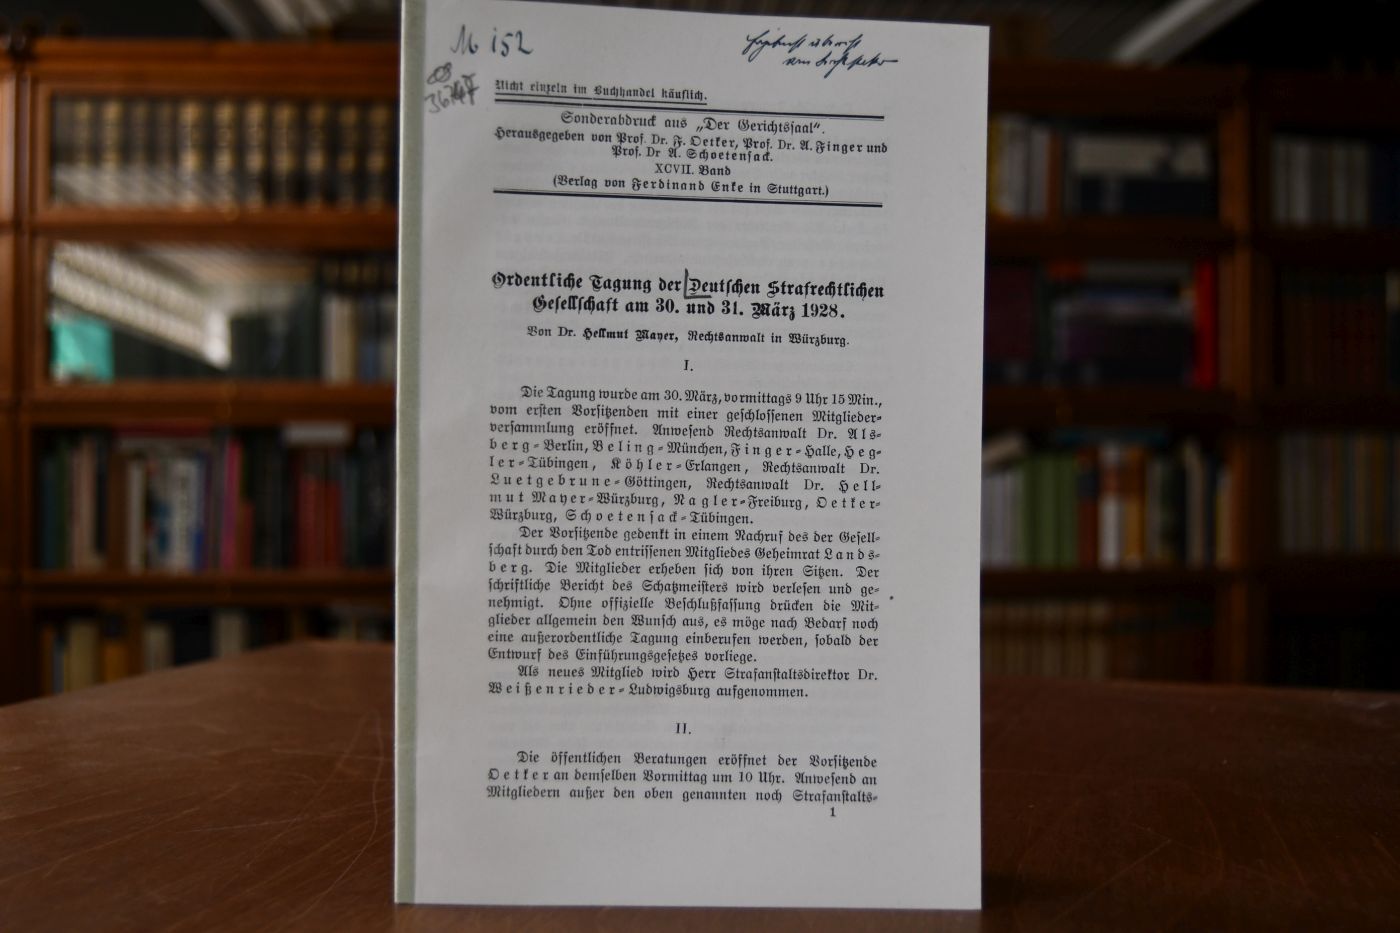 M 152
36747
Nicht einzeln im Buchhandel käuflich.
Sonderabdruck aus „Der Gerichtssaal".
Herausgegeben von Prof. Dr. F. Oetker, Prof. Dr. A. Finger und
Prof. Dr A. Schoetensack.
XCVII. Band
(Verlag von Ferdinand Enke in Stuttgart.)
Ordentliche Tagung der Deutschen Strafrechtlichen
Gesellschaft am 30. und 31. März 1928.
Von Dr. Hellmut Mayer, Rechtsanwalt in Würzburg.
I.
Die Tagung wurde am 30. März, vormittags 9 Uhr 15 Min.,
vom ersten Vorsitzenden mit einer geschlossenen Mitglieder-
versammlung eröffnet. Anwesend Rechtsanwalt Dr. Als-
berg-Berlin, Beling-München, Finger-Halle, Heg-
ler-Tübingen, Köhler-Erlangen, Rechtsanwalt Dr.
Luetgebrune-Göttingen, Rechtsanwalt Dr. Hell-
mut Mayer-Würzburg, Nagler-Freiburg, Oetker-
Würzburg, Schoetensack-Tübingen.
Der Vorsitzende gedenkt in einem Nachruf des der Gesell-
schaft durch den Tod entrissenen Mitgliedes Geheimrat Lands-
berg. Die Mitglieder erheben sich von ihren Sitzen. Der
schriftliche Bericht des Schatzmeisters wird verlesen und ge-
nehmigt. Ohne offizielle Beschlußfassung drücken die Mit-
glieder allgemein den Wunsch aus, es möge nach Bedarf noch
eine außerordentliche Tagung einberufen werden, sobald der
Entwurf des Einführungsgesetzes vorliege.
Als neues Mitglied wird Herr Strafanstaltsdirektor Dr.
Weißenrieder-Ludwigsburg aufgenommen.
II.
Die öffentlichen Beratungen eröffnet der Vorsitzende
Oetker an demselben Vormittag um 10 Uhr. Anwesend an
Mitgliedern außer den oben genannten noch Strafanstalts-
1